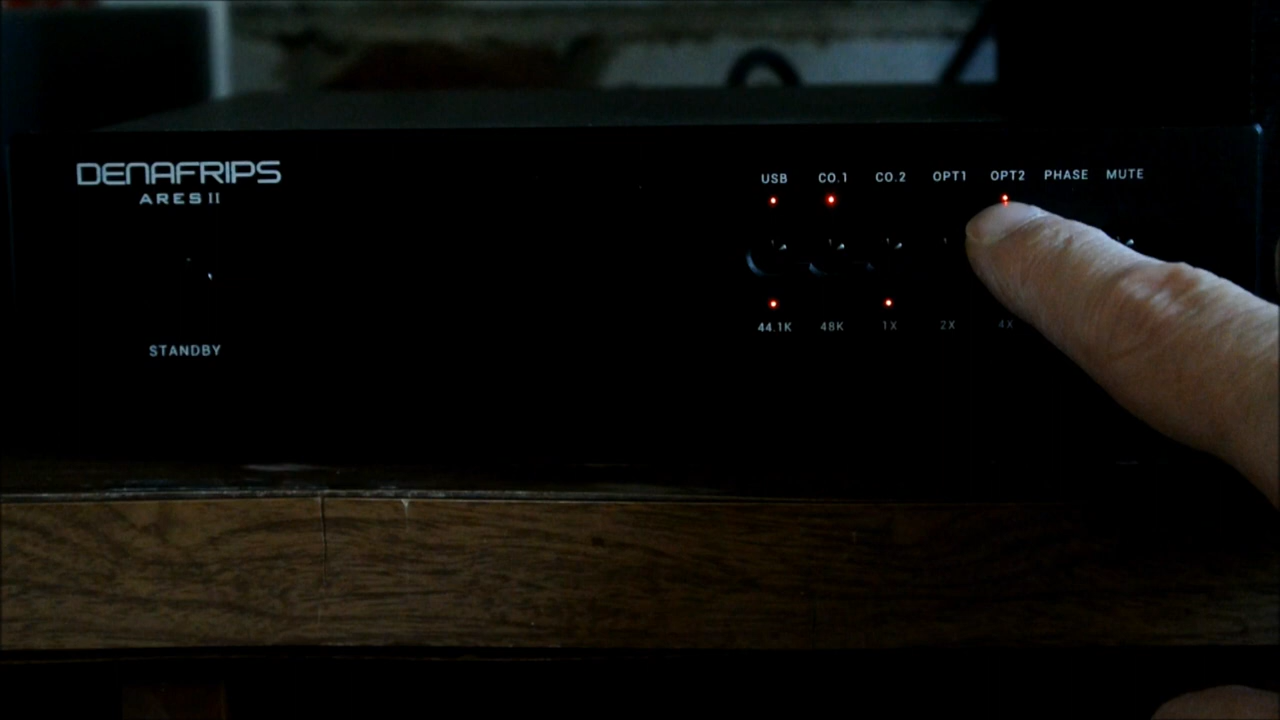 DENAFRIPS
ARES II
USB CO.1 CO.2 OPT1 OPT2 PHASE MUTE
44.1K 48K 1X 2X 4X
STANDBY